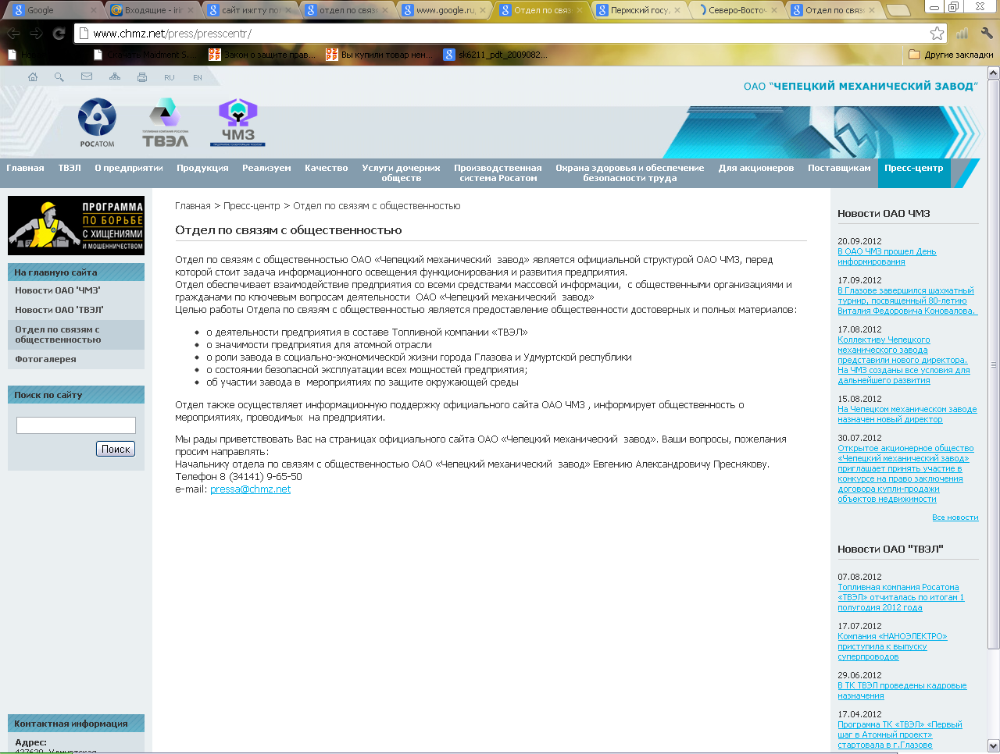 Google
Входящие - irir
сайт ижгту пол
отдел по связя
www.google.ru
Отдел по связ
Пермский госу
Северо-Восточ
Отдел по связ
www.chmz.net/press/presscentr/
Скачать Maidment S....
Закон о защите прав...
Вы купили товар нен...
sk6211_pdt_2009082...
Другие закладки
RU
EN
ОАО "ЧЕПЕЦКИЙ МЕХАНИЧЕСКИЙ ЗАВОД"
РОСАТОМ
ТВЭЛ
ЧМЗ
Главная
ТВЭЛ
О предприятии
Продукция
Реализуем
Качество
Услуги дочерних
обществ
Производственная
система Росатом
Охрана здоровья и обеспечение
безопасности труда
Для акционеров
Поставщикам
Пресс-центр
ПРОГРАММА
ПО БОРЬБЕ
С ХИЩЕНИЯМИ
И МОШЕННИЧЕСТВОМ
На главную сайта
Новости ОАО 'ЧМЗ'
Новости ОАО 'ТВЭЛ'
Отдел по связям с
общественностью
Фотогалерея
Поиск по сайту
Поиск
Контактная информация
Адрес:
427620, Удмуртская
Главная > Пресс-центр > Отдел по связям с общественностью
Отдел по связям с общественностью
Отдел по связям с общественностью ОАО «Чепецкий механический завод» является официальной структурой ОАО ЧМЗ, перед
которой стоит задача информационного освещения функционирования и развития предприятия.
Отдел обеспечивает взаимодействие предприятия со всеми средствами массовой информации, с общественными организациями и
гражданами по ключевым вопросам деятельности ОАО «Чепецкий механический завод»
Целью работы Отдела по связям с общественностью является предоставление общественности достоверных и полных материалов:
• о деятельности предприятия в составе Топливной компании «ТВЭЛ»
• о значимости предприятия для атомной отрасли
• о роли завода в социально-экономической жизни города Глазова и Удмуртской республики
• о состоянии безопасной эксплуатации всех мощностей предприятия;
• об участии завода в мероприятиях по защите окружающей среды
Отдел также осуществляет информационную поддержку официального сайта ОАО ЧМЗ , информирует общественность о
мероприятиях, проводимых на предприятии.
Мы рады приветствовать Вас на страницах официального сайта ОАО «Чепецкий механический завод». Ваши вопросы, пожелания
просим направлять:
Начальнику отдела по связям с общественностью ОАО «Чепецкий механический завод» Евгению Александровичу Преснякову.
Телефон 8 (34141) 9-65-50
e-mail: pressa@chmz.net
Новости ОАО ЧМЗ
20.09.2012
В ОАО ЧМЗ прошел День
информирования
17.09.2012
В Глазове завершился шахматный
турнир, посвященный 80-летию
Виталия Федоровича Коновалова.
17.08.2012
Коллективу Чепецкого
механического завода
представили нового директора.
На ЧМЗ созданы все условия для
дальнейшего развития
15.08.2012
На Чепецком механическом заводе
назначен новый директор
30.07.2012
Открытое акционерное общество
«Чепецкий механический завод»
приглашает принять участие в
конкурсе на право заключения
договора купли-продажи
объектов недвижимости
Все новости
Новости ОАО "ТВЭЛ"
07.08.2012
Топливная компания Росатома
«ТВЭЛ» отчиталась по итогам 1
полугодия 2012 года
17.07.2012
Компания «НАНОЭЛЕКТРО»
приступила к выпуску
суперпроводов
29.06.2012
В ТК ТВЭЛ проведены кадровые
назначения
17.04.2012
Программа ТК «ТВЭЛ» «Первый
шаг в Атомный проект»
стартовала в г.Глазове